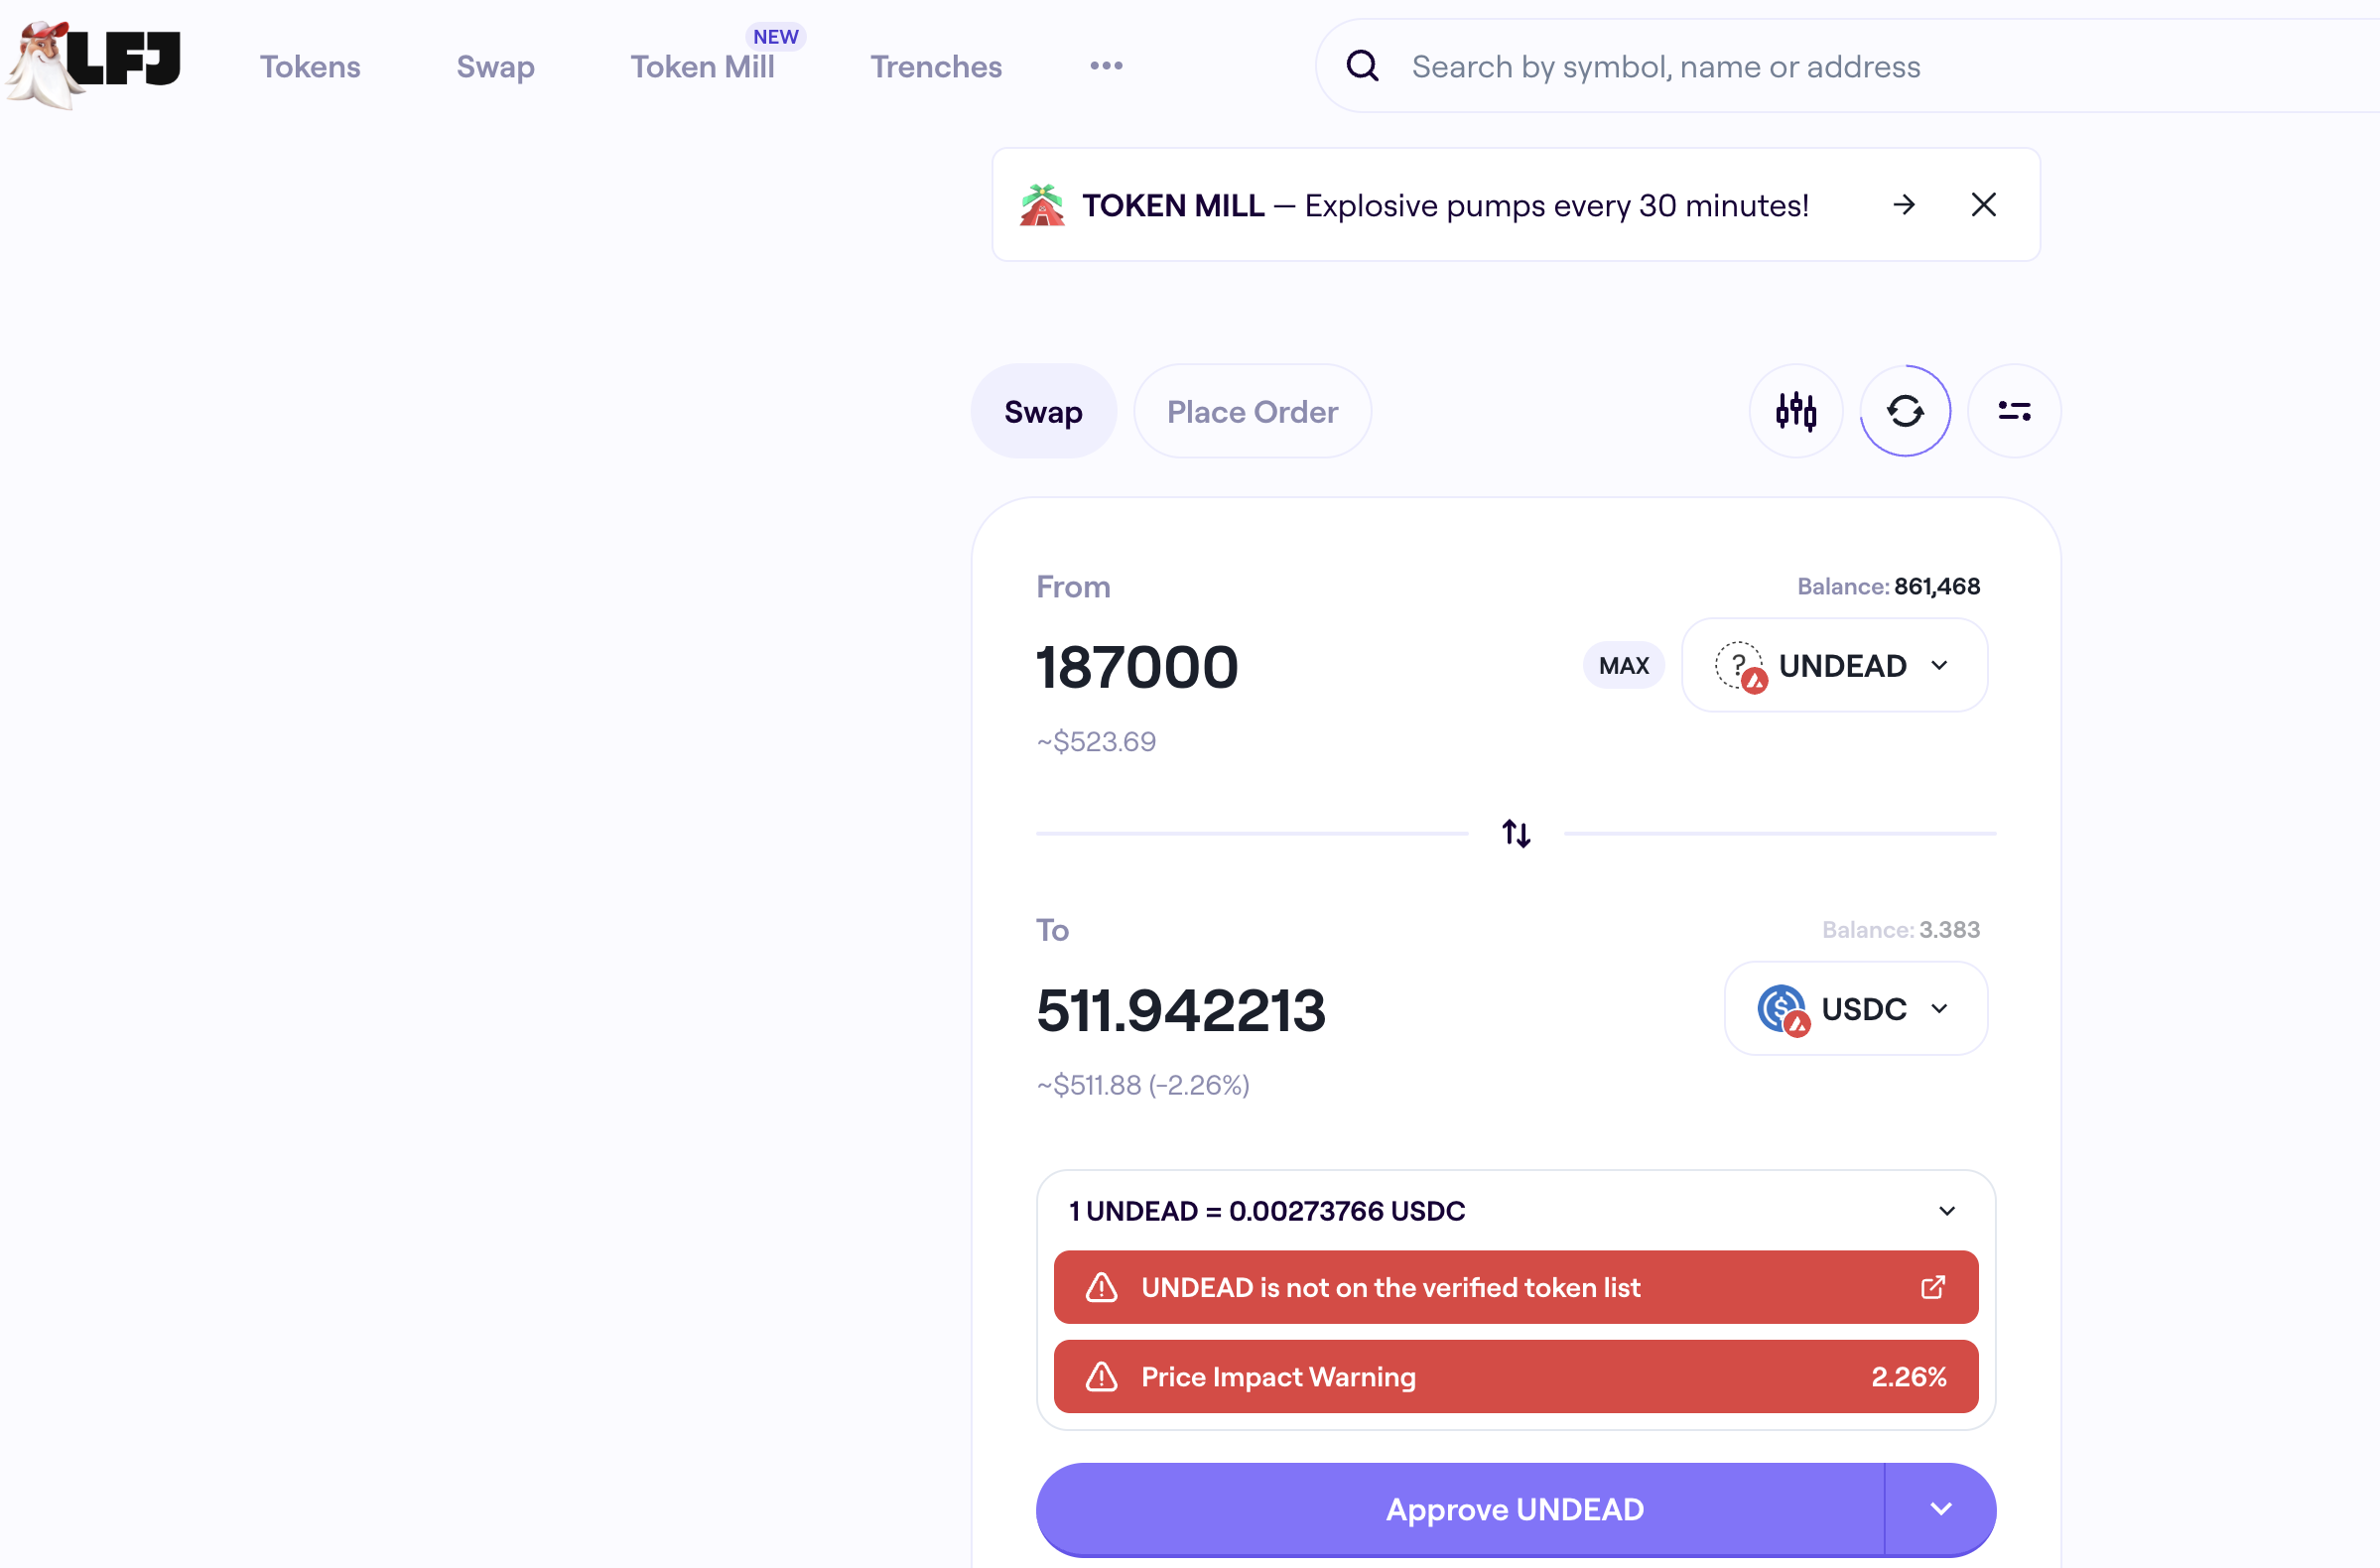 LFJ
Tokens
Swap
Token Mill
NEW
Trenches
Search by symbol, name or address
TOKEN MILL — Explosive pumps every 30 minutes!
Swap
Place Order
From
Balance: 861,468
187000
MAX
? UNDEAD
~$523.69
To
Balance: 3.383
511.942213
USDC
~$511.88 (-2.26%)
1 UNDEAD = 0.00273766 USDC
UNDEAD is not on the verified token list
Price Impact Warning
2.26%
Approve UNDEAD